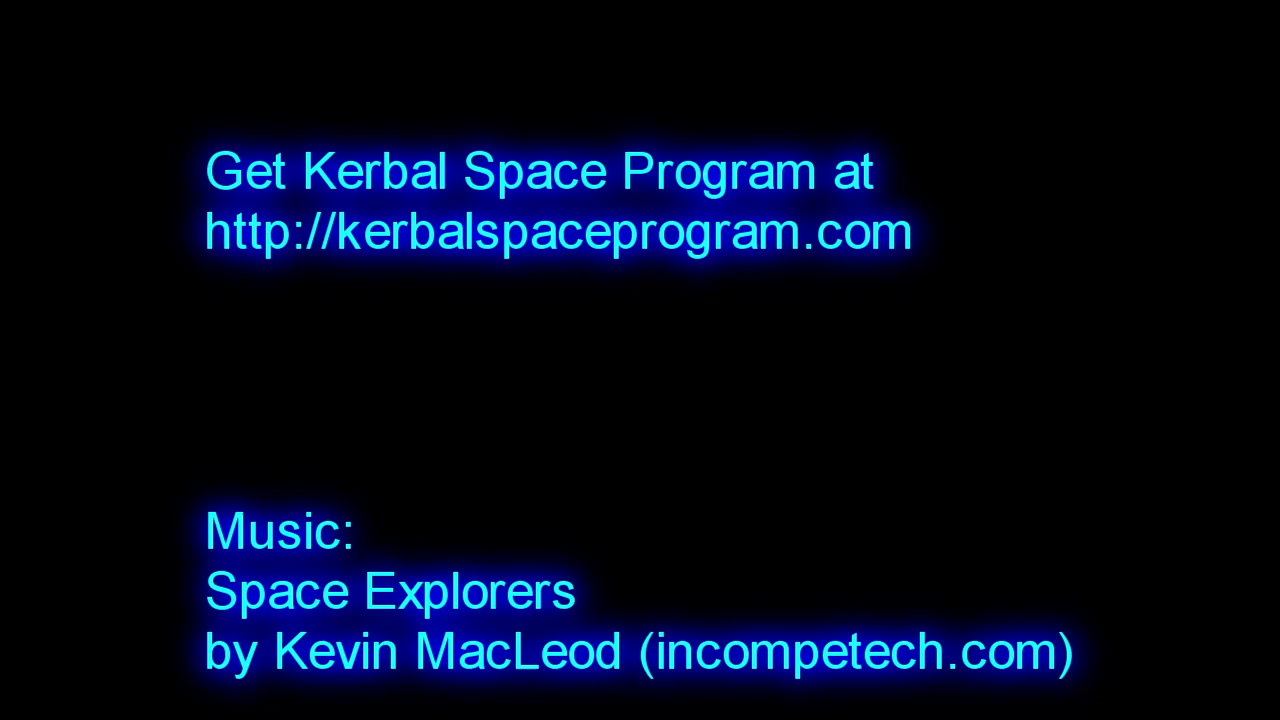 Get Kerbal Space Program at
http://kerbalspaceprogram.com
Music:
Space Explorers
by Kevin MacLeod (incompetech.com)